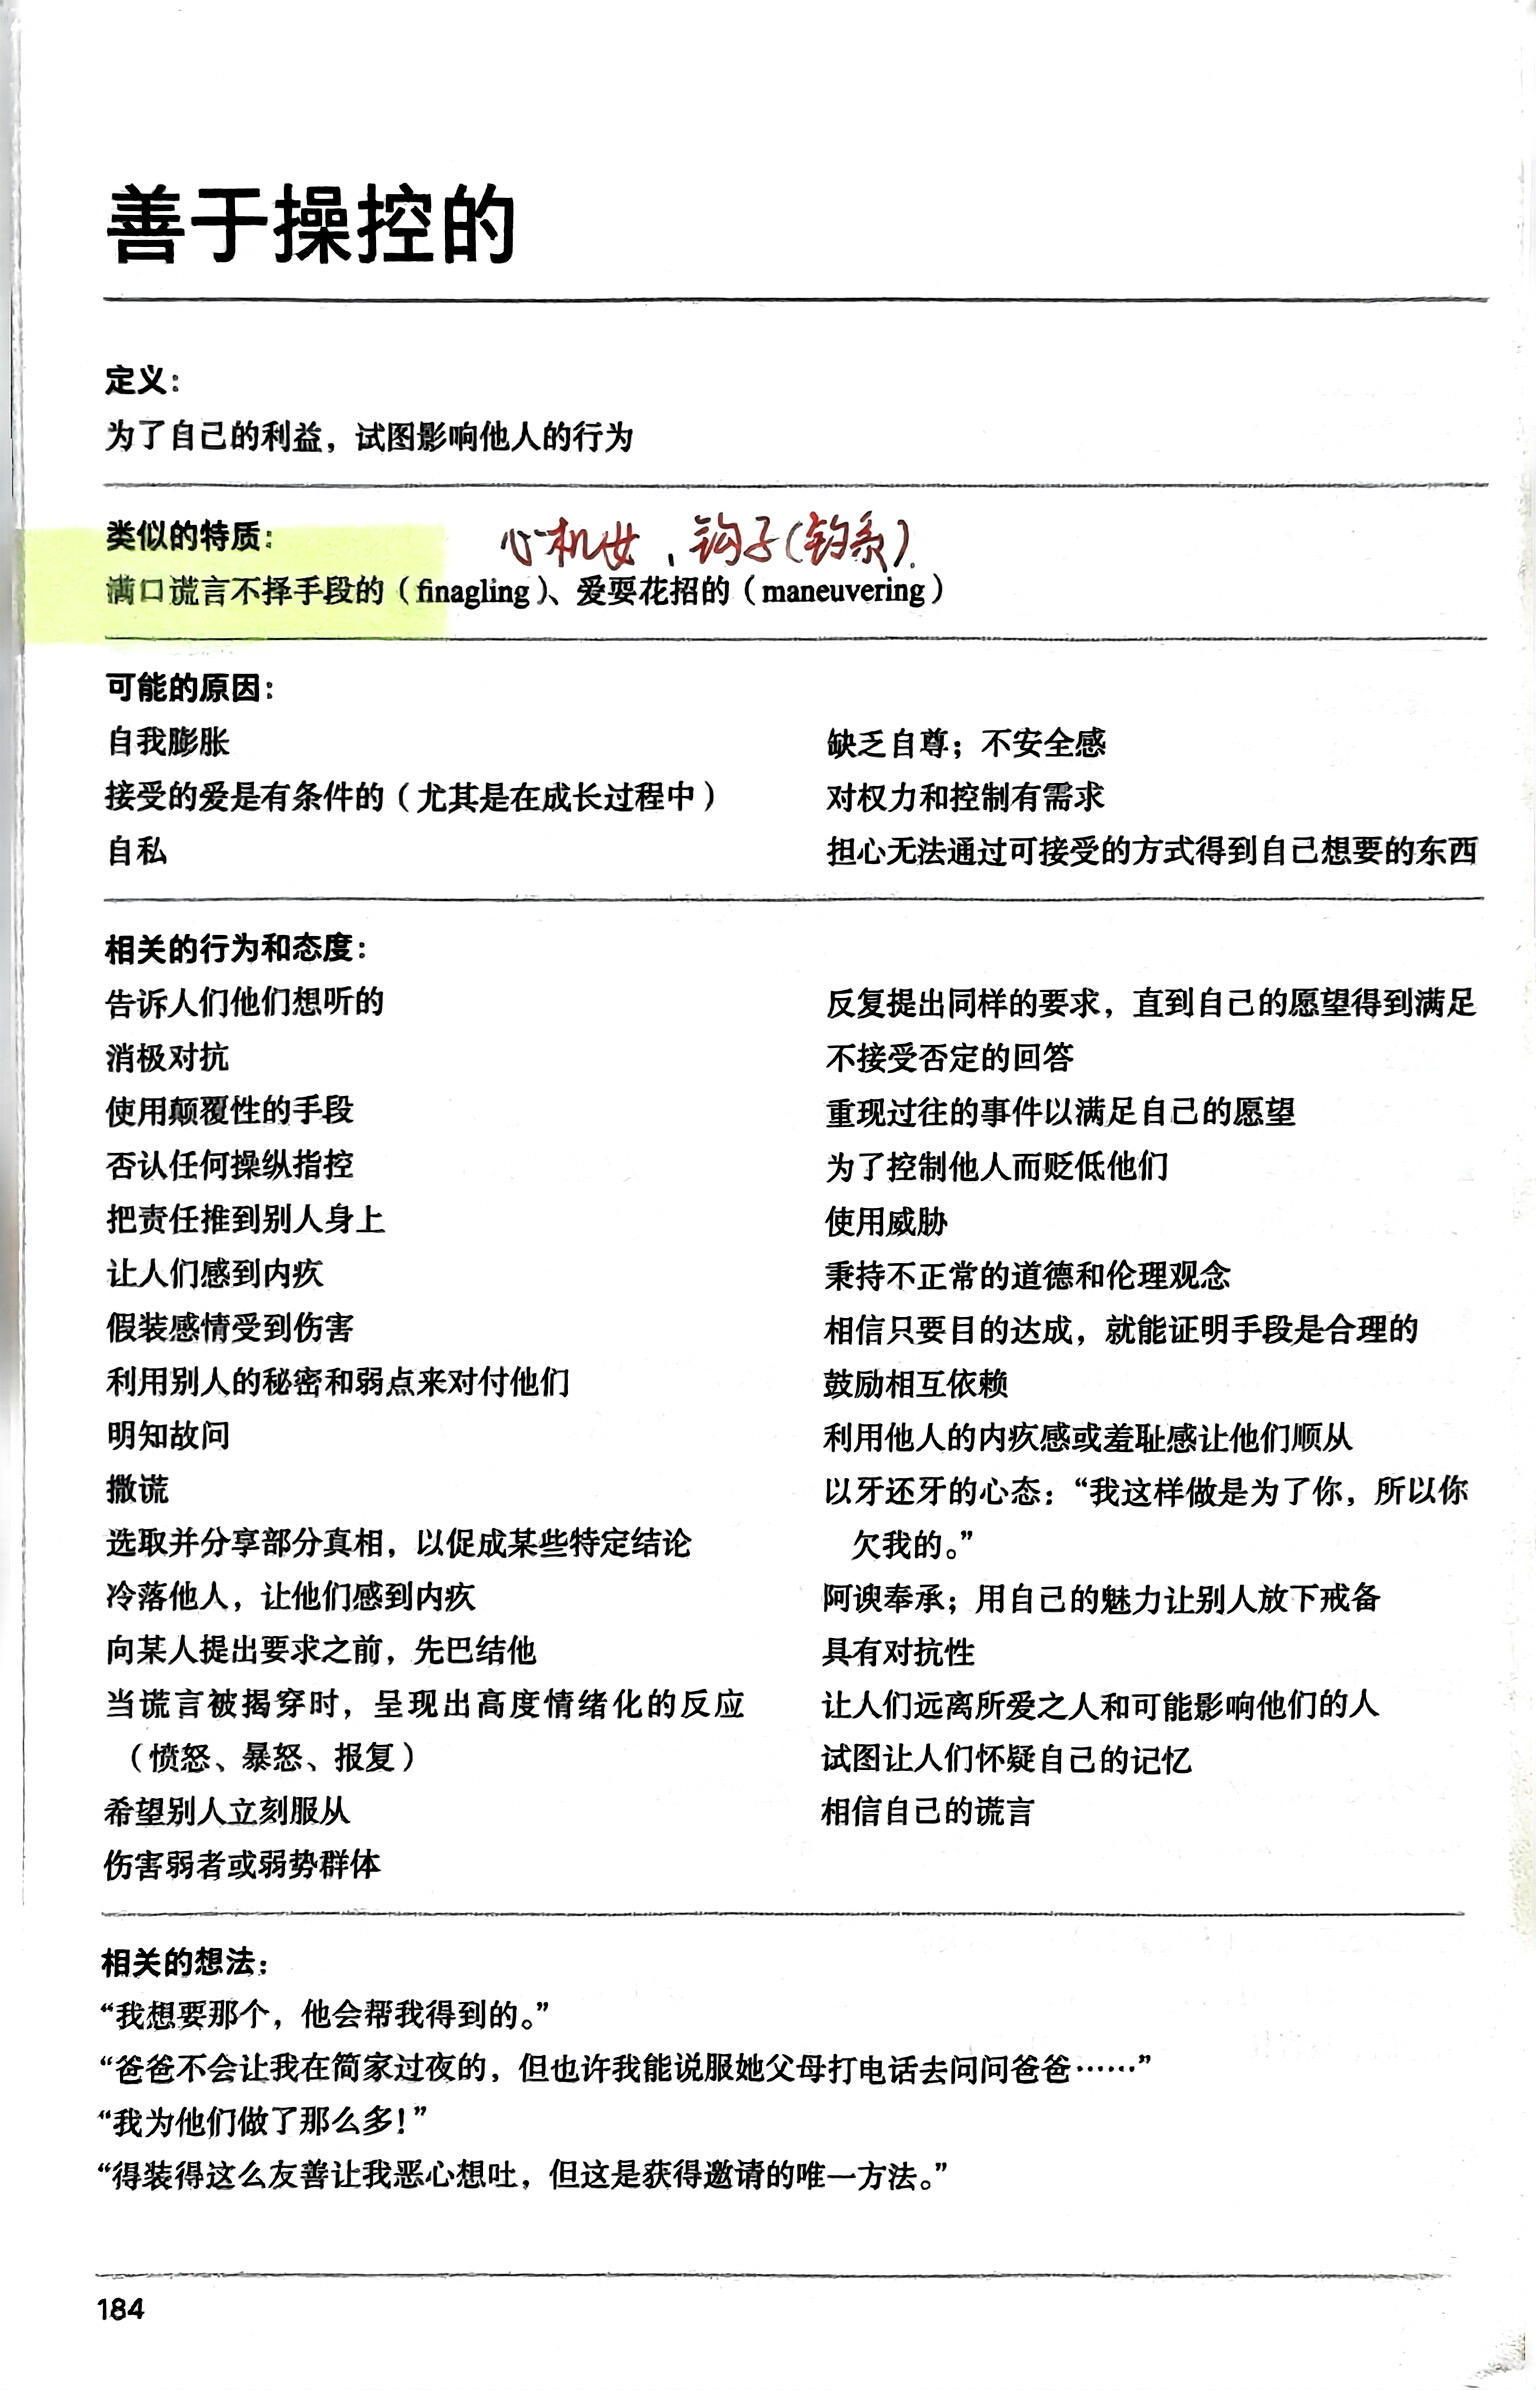 善于操控的
定义：
为了自己的利益，试图影响他人的行为
类似的特质：
心机女，钩子（钓系）.
满口谎言不择手段的（finagling）、爱耍花招的（maneuvering）
可能的原因：
自我膨胀
接受的爱是有条件的（尤其是在成长过程中）
自私
缺乏自尊；不安全感
对权力和控制有需求
担心无法通过可接受的方式得到自己想要的东西
相关的行为和态度：
告诉人们他们想听的
消极对抗
使用颠覆性的手段
否认任何操纵指控
把责任推到别人身上
让人们感到内疚
假装感情受到伤害
利用别人的秘密和弱点来对付他们
明知故问
撒谎
选取并分享部分真相，以促成某些特定结论
冷落他人，让他们感到内疚
向某人提出要求之前，先巴结他
当谎言被揭穿时，呈现出高度情绪化的反应
（愤怒、暴怒、报复）
希望别人立刻服从
伤害弱者或弱势群体
反复提出同样的要求，直到自己的愿望得到满足
不接受否定的回答
重现过往的事件以满足自己的愿望
为了控制他人而贬低他们
使用威胁
秉持不正常的道德和伦理观念
相信只要目的达成，就能证明手段是合理的
鼓励相互依赖
利用他人的内疚感或羞耻感让他们顺从
以牙还牙的心态：“我这样做是为了你，所以你
欠我的。”
阿谀奉承；用自己的魅力让别人放下戒备
具有对抗性
让人们远离所爱之人和可能影响他们的人
试图让人们怀疑自己的记忆
相信自己的谎言
相关的想法：
“我想要那个，他会帮我得到的。”
“爸爸不会让我在简家过夜的，但也许我能说服她父母打电话去问问爸爸……”
“我为他们做了那么多！”
“得装得这么友善让我恶心想吐，但这是获得邀请的唯一方法。”
184